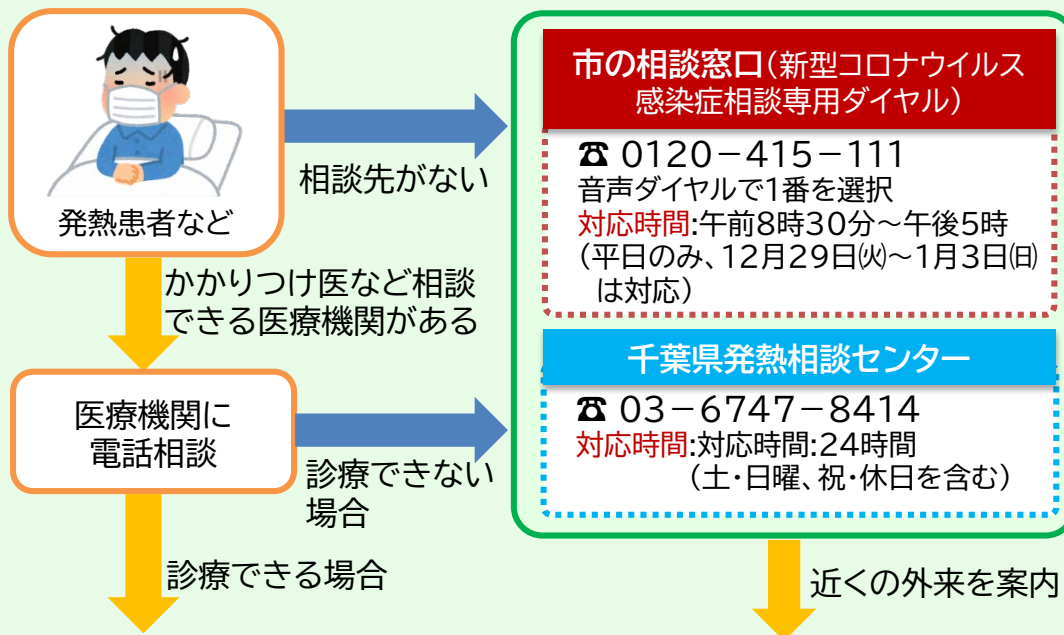 発熱患者など
相談先がない
かかりつけ医など相談
できる医療機関がある
医療機関に
電話相談
診療できない
場合
診療できる場合
市の相談窓口(新型コロナウイルス
感染症相談専用ダイヤル)
☎ 0120-415-111
音声ダイヤルで1番を選択
対応時間:午前8時30分～午後5時
(平日のみ、12月29日㈫～1月3日㈰
は対応)
千葉県発熱相談センター
☎ 03-6747-8414
対応時間:対応時間:24時間
(土・日曜、祝・休日を含む)
近くの外来を案内